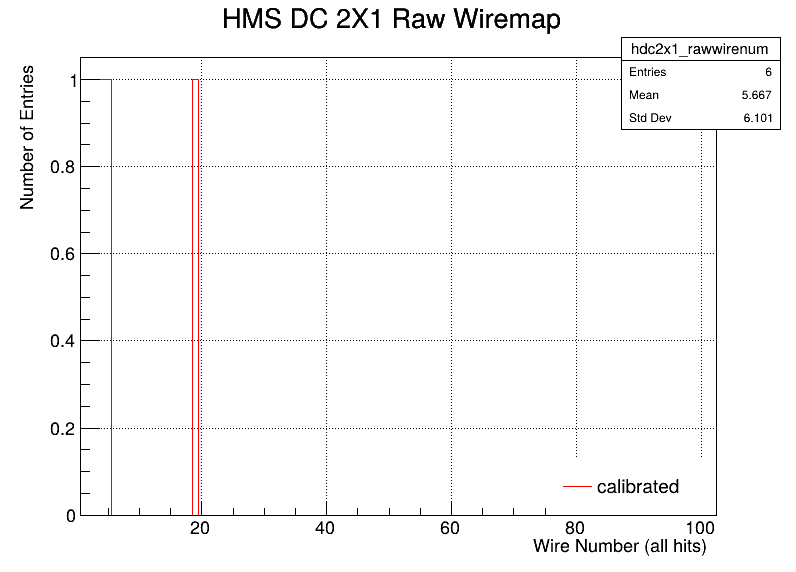 HMS DC 2X1 Raw Wiremap
hdc2x1_rawwirenum
Entries 6
Mean 5.667
Std Dev 6.101
Number of Entries
1
0.8
0.6
0.4
0.2
0
calibrated
20 40 60 80 100
Wire Number (all hits)